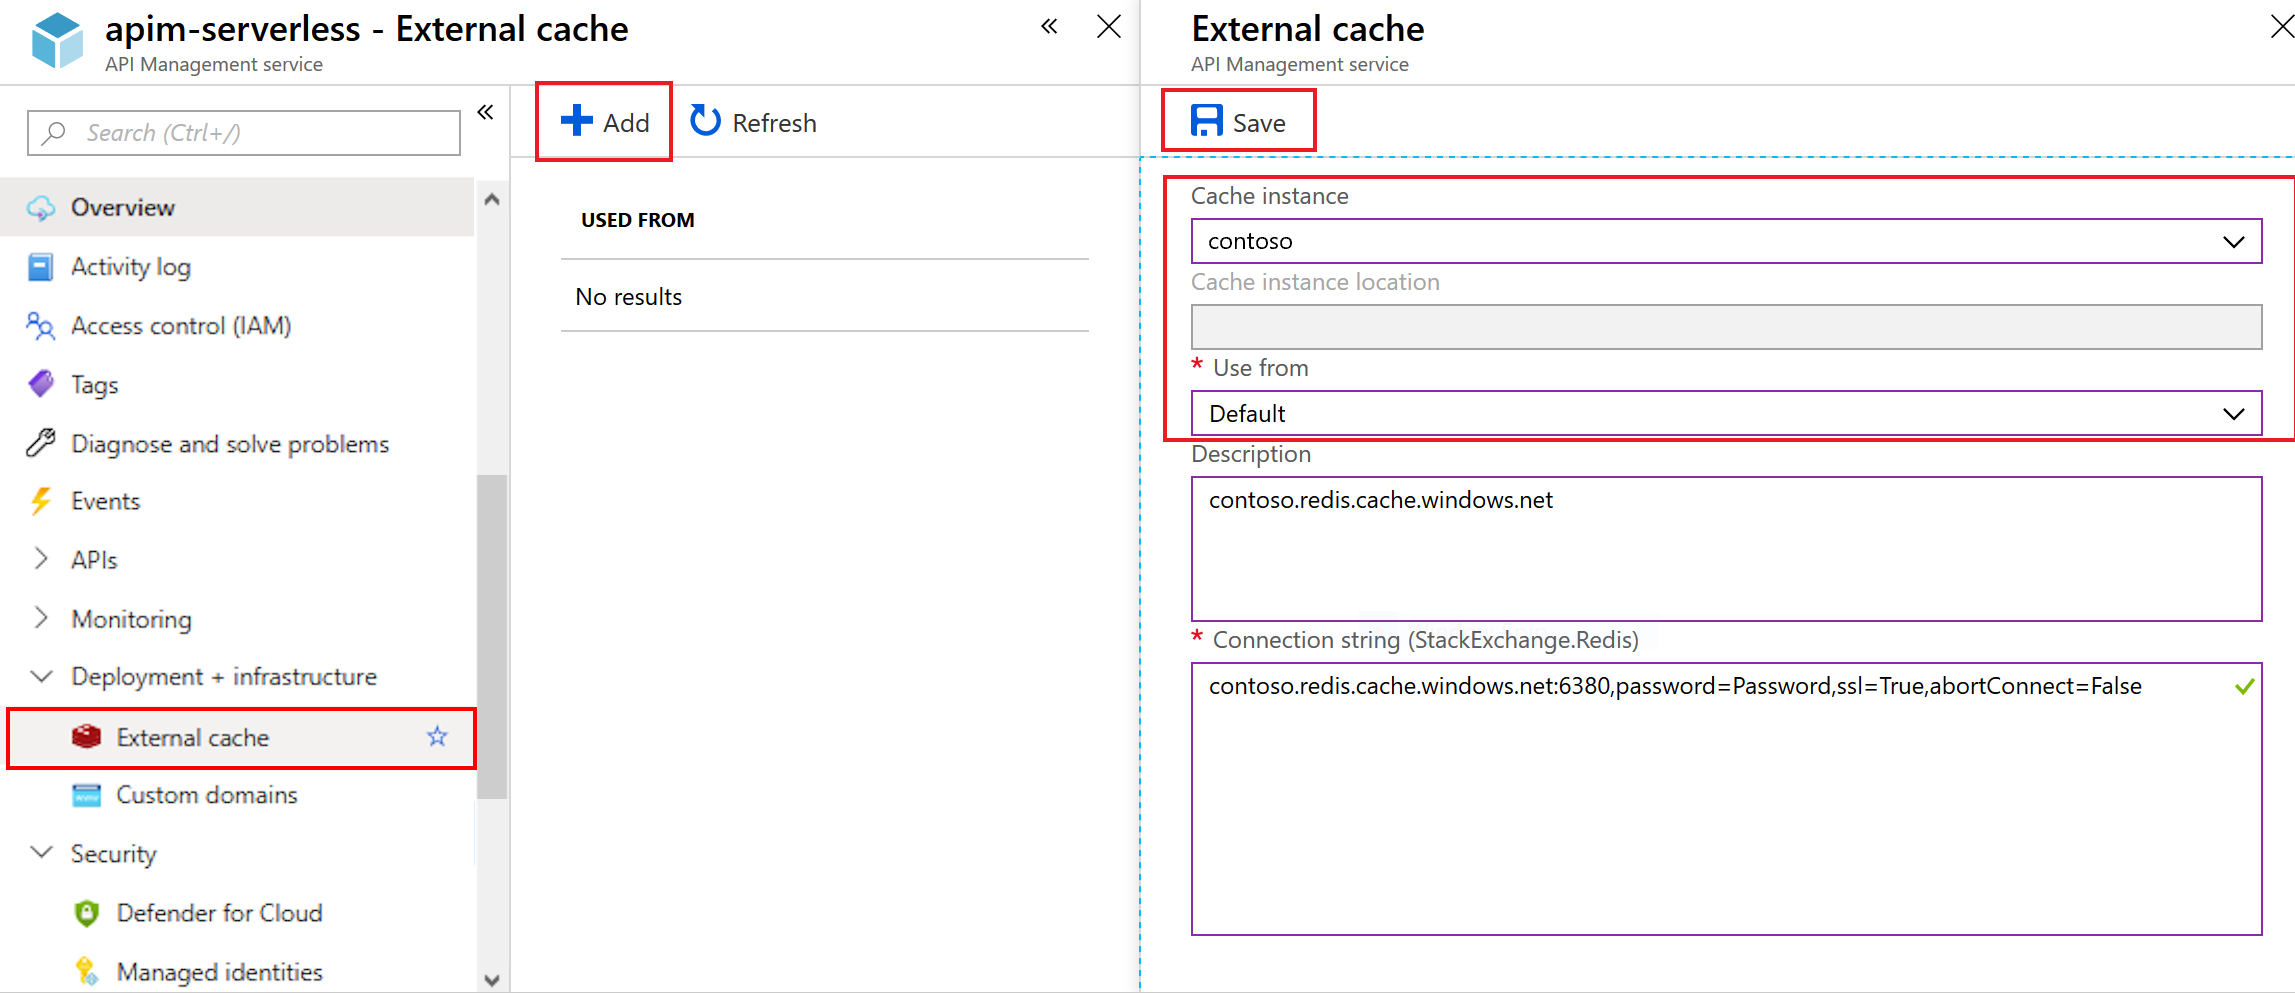 apim-serverless - External cache
API Management service
Search (Ctrl+/)
Overview
Activity log
Access control (IAM)
Tags
Diagnose and solve problems
Events
APIs
Monitoring
Deployment + infrastructure
External cache
Custom domains
Security
Defender for Cloud
Managed identities
Add
Refresh
USED FROM
No results
External cache
API Management service
Save
Cache instance
contoso
Cache instance location
* Use from
Default
Description
contoso.redis.cache.windows.net
* Connection string (StackExchange.Redis)
contoso.redis.cache.windows.net:6380,password=Password,ssl=True,abortConnect=False